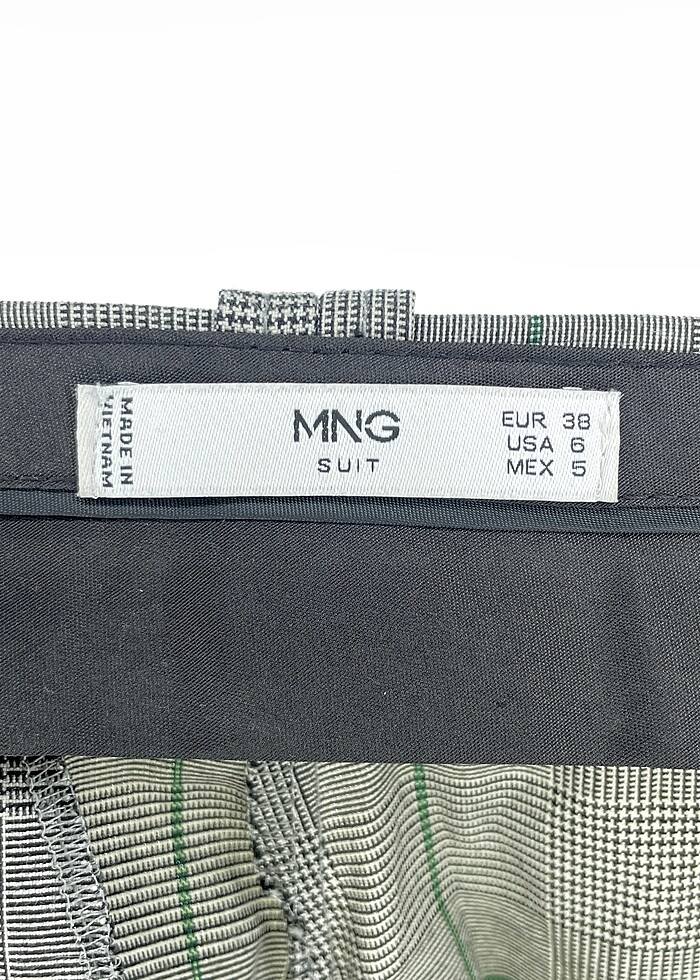 MADE IN
VIETNAM
MNG
SUIT
EUR 38
USA 6
MEX 5